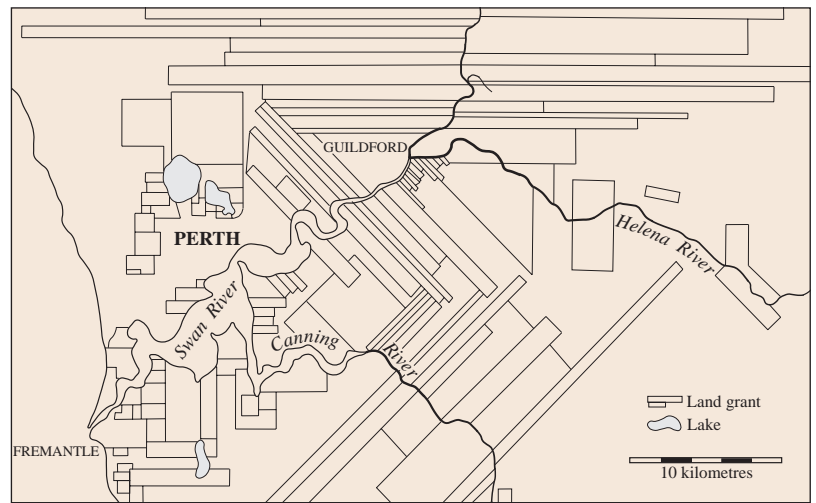 GUILDFORD
PERTH
Helena River
Swan River
Canning River
Land grant
Lake
FREMANTLE
10 kilometres